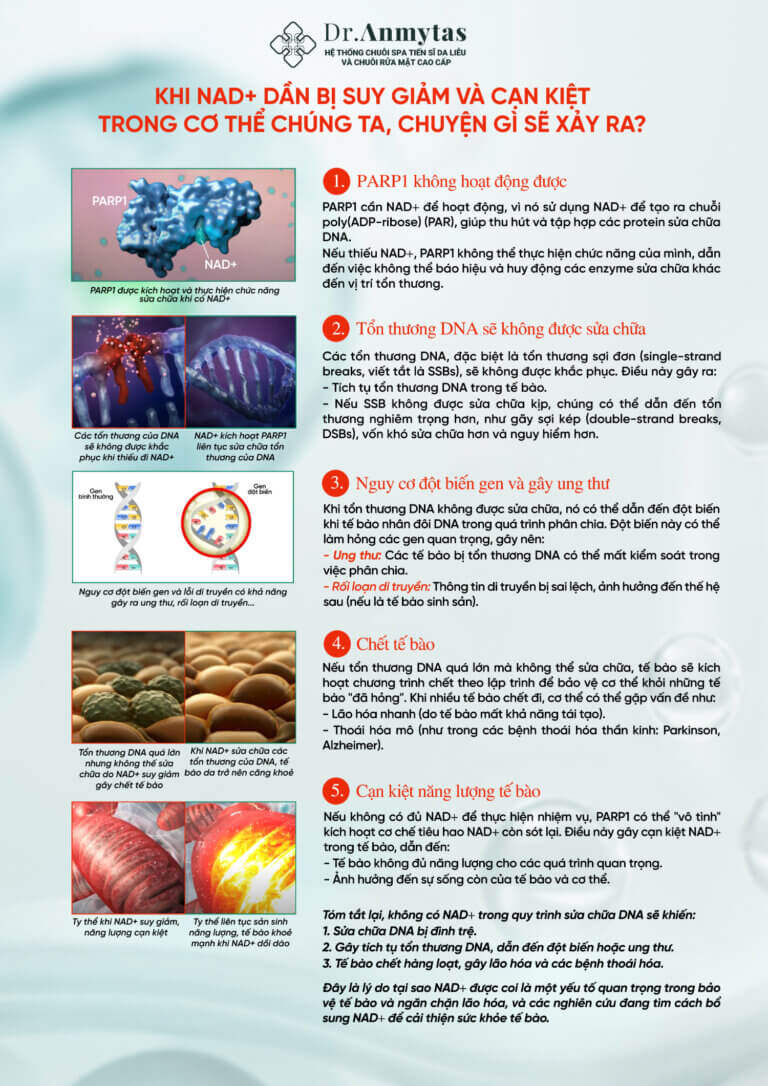 Dr.Anmytas
HỆ THỐNG CHUỖI SPA TIẾN SĨ DA LIỄU
VÀ CHUỖI RỬA MẶT CAO CẤP
KHI NAD+ DẦN BỊ SUY GIẢM VÀ CẠN KIỆT
TRONG CƠ THỂ CHÚNG TA, CHUYỆN GÌ SẼ XẢY RA?
PARP1
NAD+
PARP1 được kích hoạt và thực hiện chức năng
sửa chữa khi có NAD+
1. PARP1 không hoạt động được
PARP1 cần NAD+ để hoạt động, vì nó sử dụng NAD+ để tạo ra chuỗi
poly(ADP-ribose) (PAR), giúp thu hút và tập hợp các protein sửa chữa
DNA.
Nếu thiếu NAD+, PARP1 không thể thực hiện chức năng của mình, dẫn
đến việc không thể báo hiệu và huy động các enzyme sửa chữa khác
đến vị trí tổn thương.
Các tổn thương của DNA
sẽ không được khắc
phục khi thiếu đi NAD+
NAD+ kích hoạt PARP1
liên tục sửa chữa tổn
thương của DNA
2. Tổn thương DNA sẽ không được sửa chữa
Các tổn thương DNA, đặc biệt là tổn thương sợi đơn (single-strand
breaks, viết tắt là SSBs), sẽ không được khắc phục. Điều này gây ra:
- Tích tụ tổn thương DNA trong tế bào.
- Nếu SSB không được sửa chữa kịp, chúng có thể dẫn đến tổn
thương nghiêm trọng hơn, như gãy sợi kép (double-strand breaks,
DSBs), vốn khó sửa chữa hơn và nguy hiểm hơn.
Gen
bình thường
Gen
đột biến
Nguy cơ đột biến gen và lỗi di truyền có khả năng
gây ra ung thư, rối loạn di truyền...
3. Nguy cơ đột biến gen và gây ung thư
Khi tổn thương DNA không được sửa chữa, nó có thể dẫn đến đột biến
khi tế bào nhân đôi DNA trong quá trình phân chia. Đột biến này có thể
làm hỏng các gen quan trọng, gây nên:
- Ung thư: Các tế bào bị tổn thương DNA có thể mất kiểm soát trong
việc phân chia.
- Rối loạn di truyền: Thông tin di truyền bị sai lệch, ảnh hưởng đến thế hệ
sau (nếu là tế bào sinh sản).
Tổn thương DNA quá lớn
nhưng không thể sửa
chữa do NAD+ suy giảm
gây chết tế bào
Khi NAD+ sửa chữa các
tổn thương của DNA, tế
bào da trở nên căng khoẻ
4. Chết tế bào
Nếu tổn thương DNA quá lớn mà không thể sửa chữa, tế bào sẽ kích
hoạt chương trình chết theo lập trình để bảo vệ cơ thể khỏi những tế
bào "đã hỏng". Khi nhiều tế bào chết đi, cơ thể có thể gặp vấn đề như:
- Lão hóa nhanh (do tế bào mất khả năng tái tạo).
- Thoái hóa mô (như trong các bệnh thoái hóa thần kinh: Parkinson,
Alzheimer).
Ty thể khi NAD+ suy giảm,
năng lượng cạn kiệt
Ty thể liên tục sản sinh
năng lượng, tế bào khoẻ
mạnh khi NAD+ dồi dào
5. Cạn kiệt năng lượng tế bào
Nếu không có đủ NAD+ để thực hiện nhiệm vụ, PARP1 có thể "vô tình"
kích hoạt cơ chế tiêu hao NAD+ còn sót lại. Điều này gây cạn kiệt NAD+
trong tế bào, dẫn đến:
- Tế bào không đủ năng lượng cho các quá trình quan trọng.
- Ảnh hưởng đến sự sống còn của tế bào và cơ thể.
Tóm tắt lại, không có NAD+ trong quy trình sửa chữa DNA sẽ khiến:
1. Sửa chữa DNA bị đình trệ.
2. Gây tích tụ tổn thương DNA, dẫn đến đột biến hoặc ung thư.
3. Tế bào chết hàng loạt, gây lão hóa và các bệnh thoái hóa.
Đây là lý do tại sao NAD+ được coi là một yếu tố quan trọng trong bảo
vệ tế bào và ngăn chặn lão hóa, và các nghiên cứu đang tìm cách bổ
sung NAD+ để cải thiện sức khỏe tế bào.